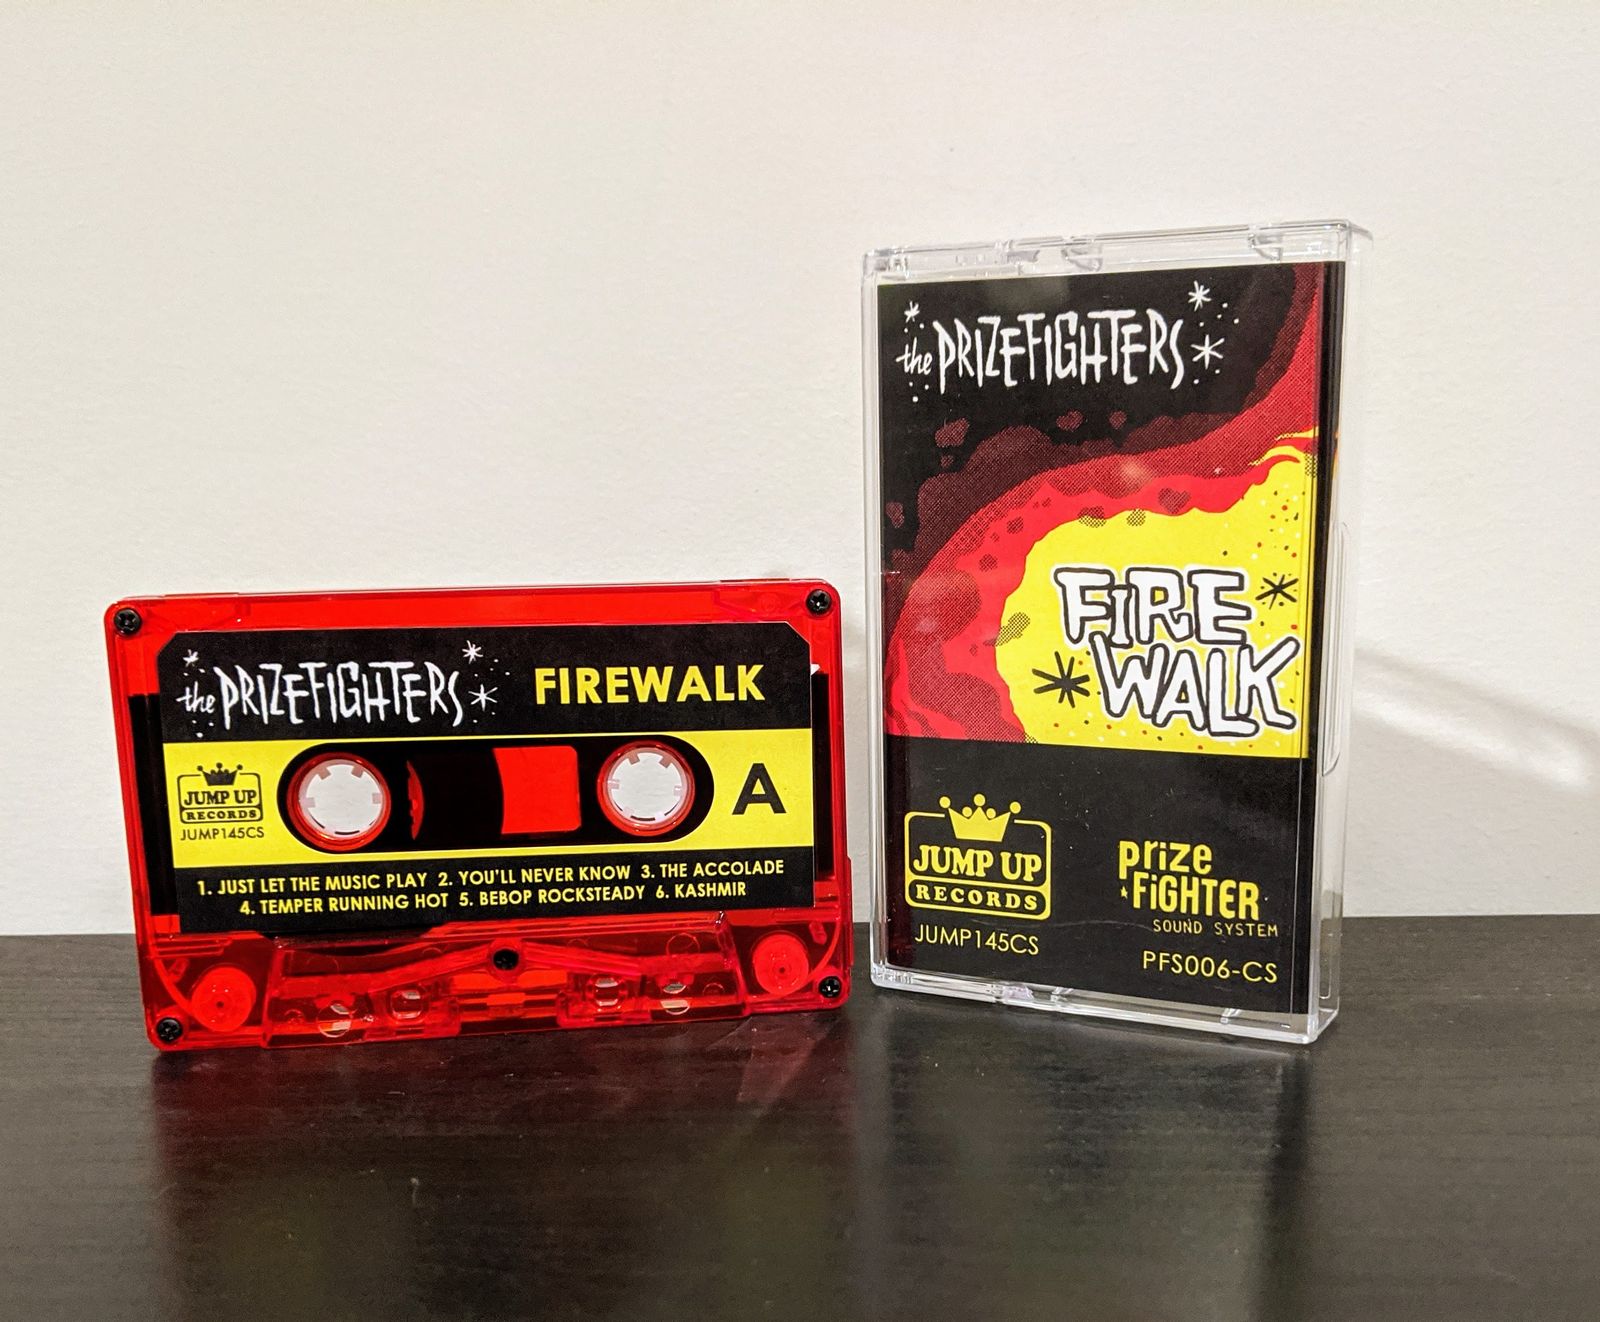 the PRIZEFIGHTERS
FIREWALK
JUMP UP
RECORDS
JUMP145CS
A
1. JUST LET THE MUSIC PLAY 2. YOU'LL NEVER KNOW 3. THE ACCOLADE
4. TEMPER RUNNING HOT 5. BEBOP ROCKSTEADY 6. KASHMIR
the PRIZEFIGHTERS
FIRE
WALK
JUMP UP
RECORDS
JUMP145CS
prize
FiGHTER
SOUND SYSTEM
PFS006-CS